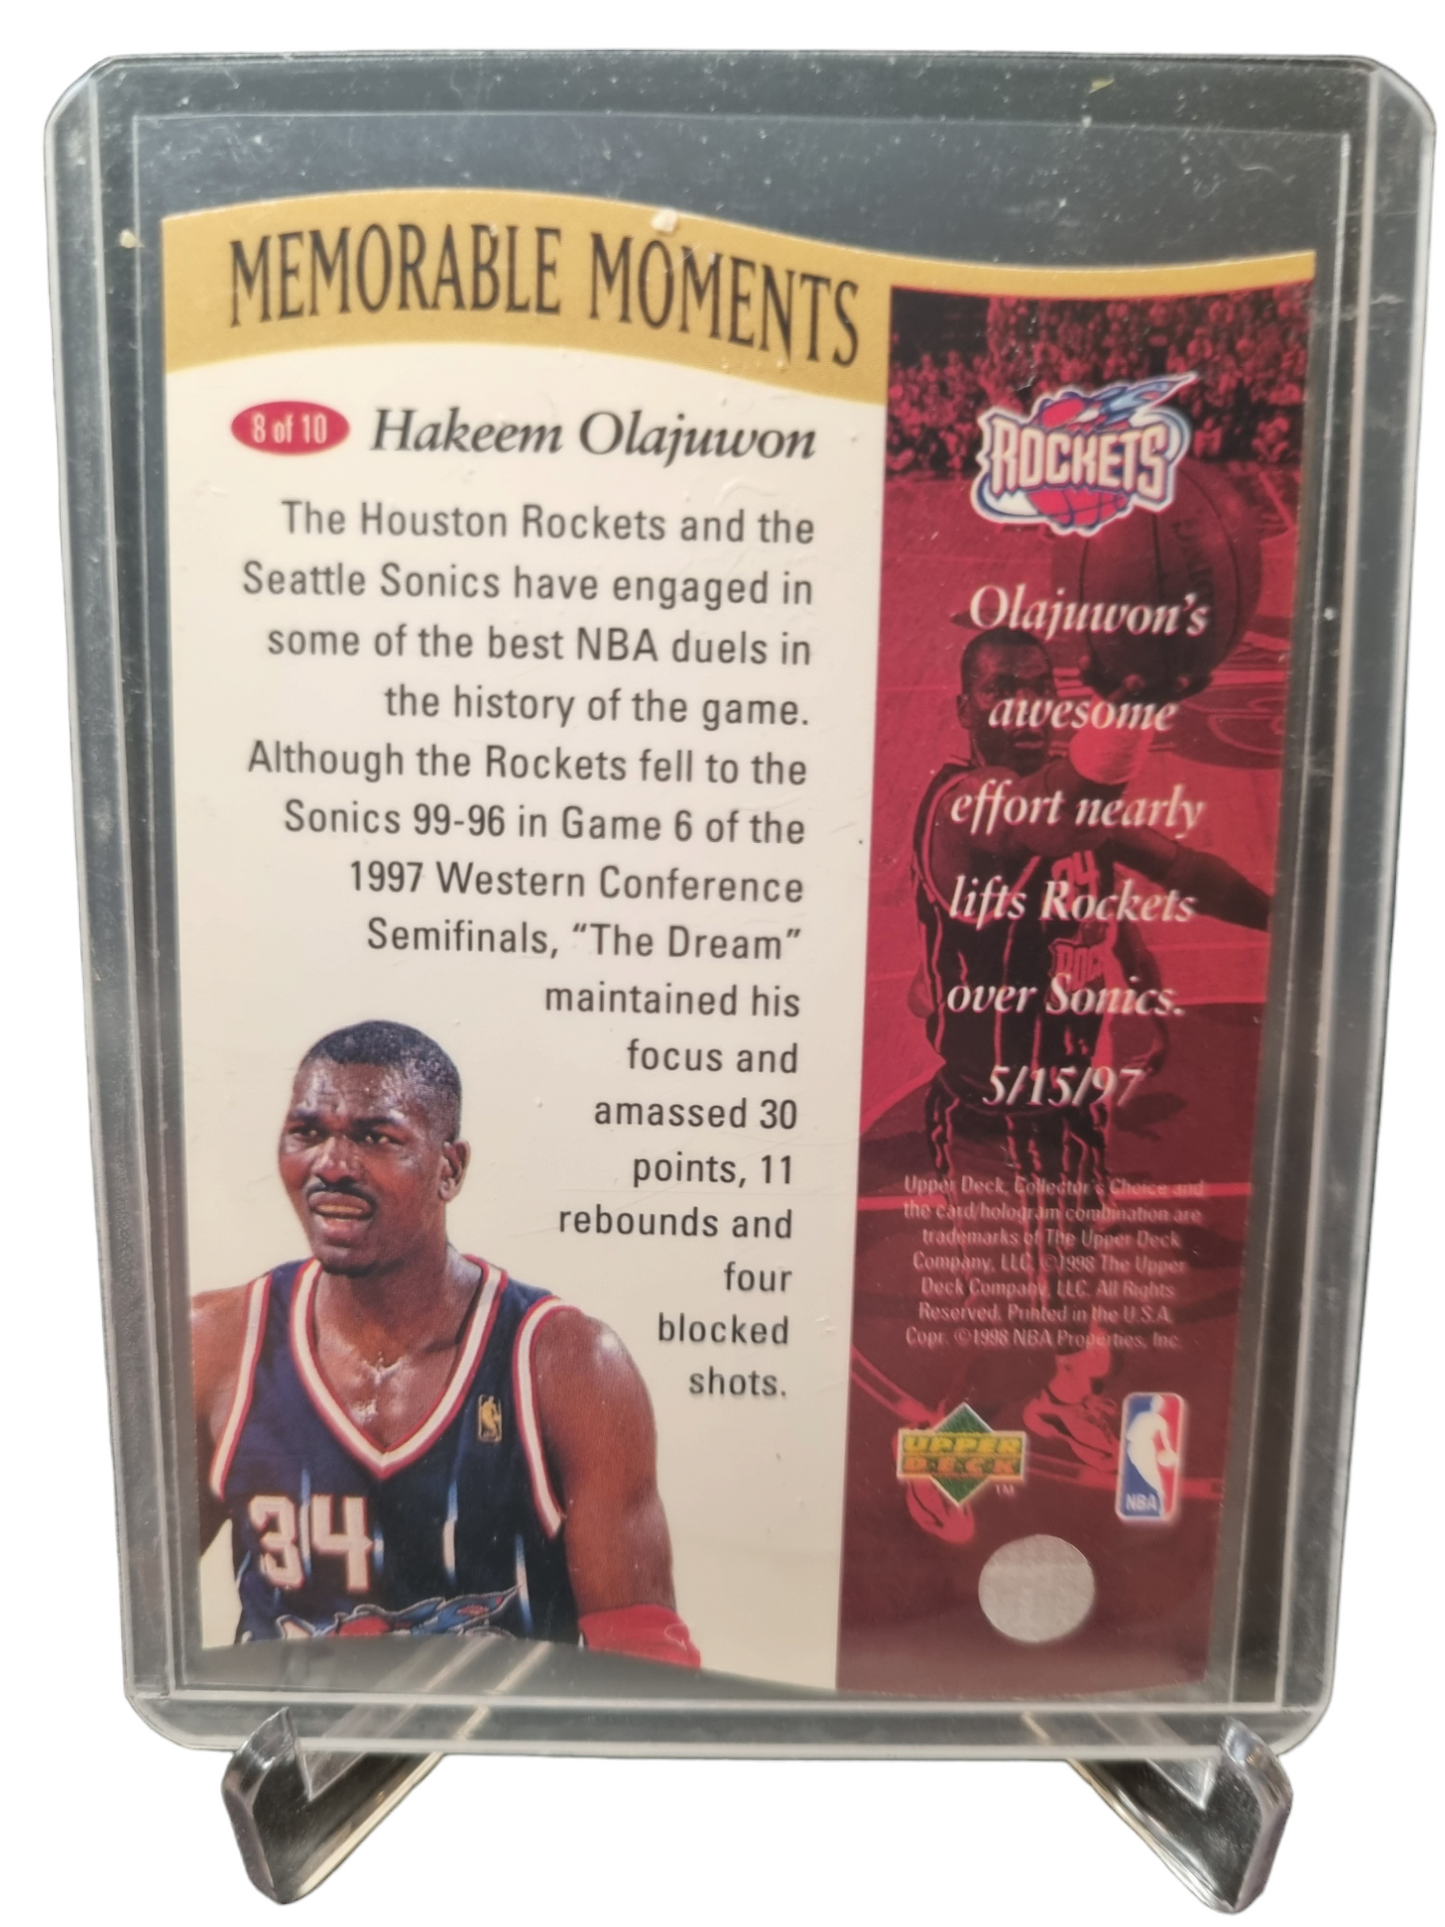 MEMORABLE MOMENTS
8 of 10 Hakeem Olajuwon
The Houston Rockets and the
Seattle Sonics have engaged in
some of the best NBA duels in
the history of the game.
Although the Rockets fell to the
Sonics 99-96 in Game 6 of the
1997 Western Conference
Semifinals, “The Dream”
maintained his
focus and
amassed 30
points, 11
rebounds and
four
blocked
shots.
34
ROCKETS
Olajuwon's
awesome
effort nearly
lifts Rockets
over Sonics.
5/15/97
Upper Deck, Collector's Choice and
the card/hologram combination are
trademarks of The Upper Deck
Company, LLC. ©1998 The Upper
Deck Company, LLC. All Rights
Reserved. Printed in the U.S.A.
Copr. ©1998 NBA Properties, Inc.
UPPER
DECK
TM
NBA